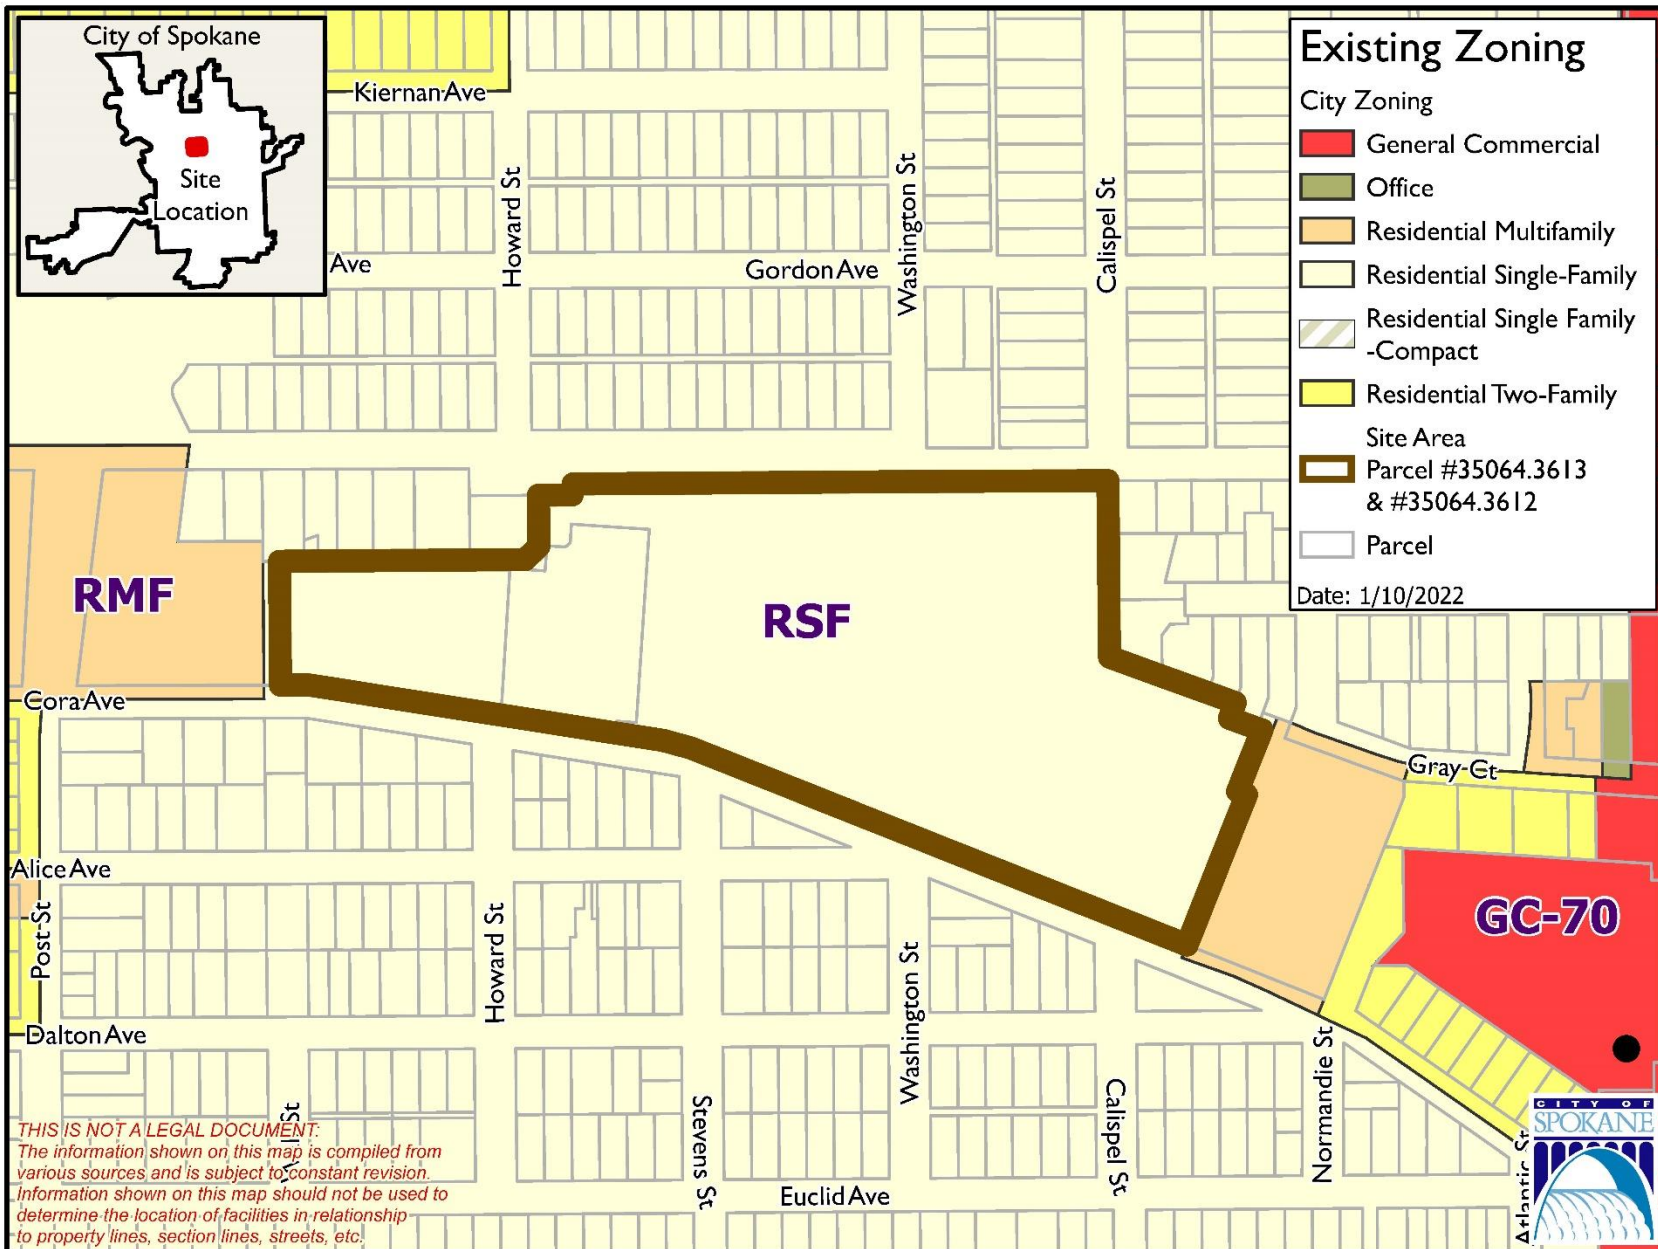 City of Spokane
Site
Location
Existing Zoning
City Zoning
General Commercial
Office
Residential Multifamily
Residential Single-Family
Residential Single Family
-Compact
Residential Two-Family
Site Area
Parcel #35064.3613
& #35064.3612
Parcel
Date: 1/10/2022
Kiernan Ave
Howard St
Washington St
Calispel St
Ave
Gordon Ave
RMF
RSF
Cora Ave
Gray Ct
GC-70
Alice Ave
Post St
Howard St
Washington St
Dalton Ave
Normandie St
Stevens St
Calispel St
Euclid Ave
Atlantic St
St
THIS IS NOT A LEGAL DOCUMENT:
The information shown on this map is compiled from
various sources and is subject to constant revision.
Information shown on this map should not be used to
determine the location of facilities in relationship
to property lines, section lines, streets, etc.
CITY OF
SPOKANE